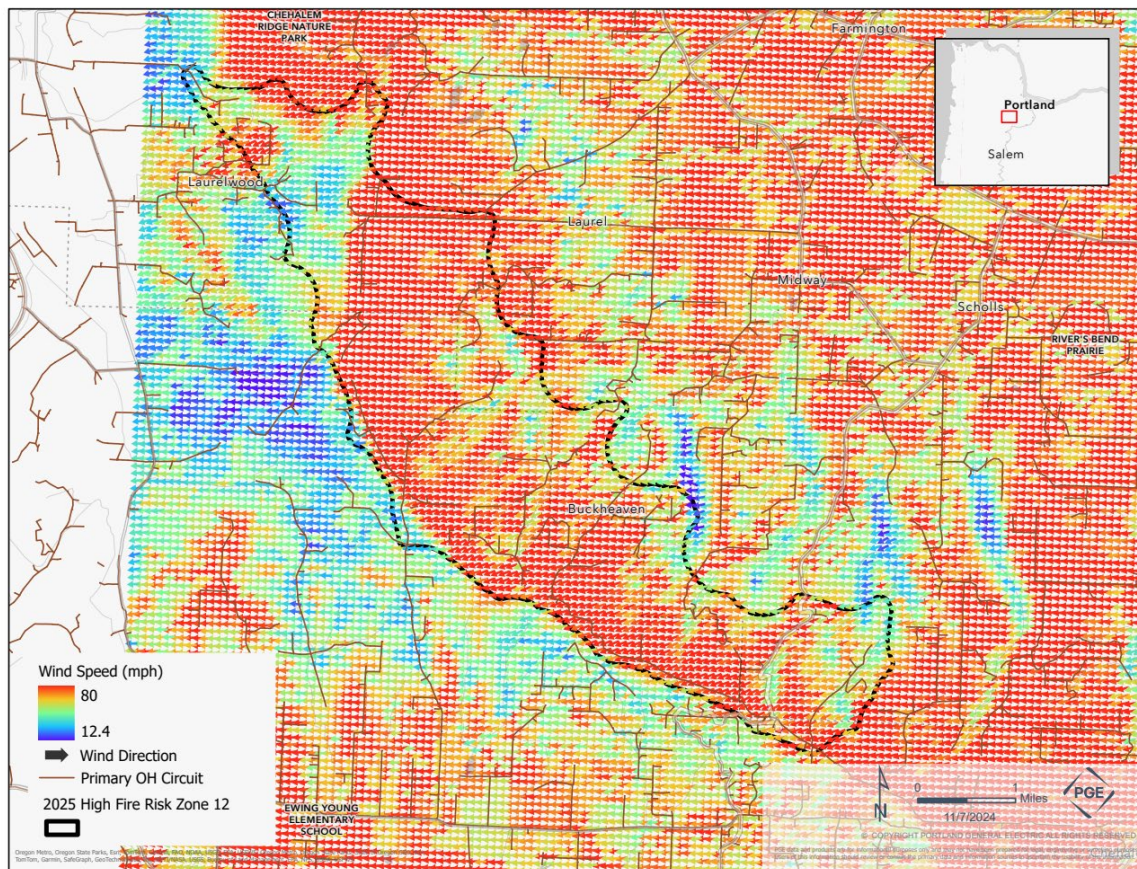 CHEHALEM
RIDGE NATURE
PARK
Farmington
Portland
Salem
Laurelwood
Laurel
Midway
Scholls
RIVER'S BEND
PRAIRIE
Buckheaven
Wind Speed (mph)
80
12.4
Wind Direction
Primary OH Circuit
2025 High Fire Risk Zone 12
EWING YOUNG
ELEMENTARY
SCHOOL
N
0 1
Miles
11/7/2024
PGE
© COPYRIGHT PORTLAND GENERAL ELECTRIC ALL RIGHTS RESERVED